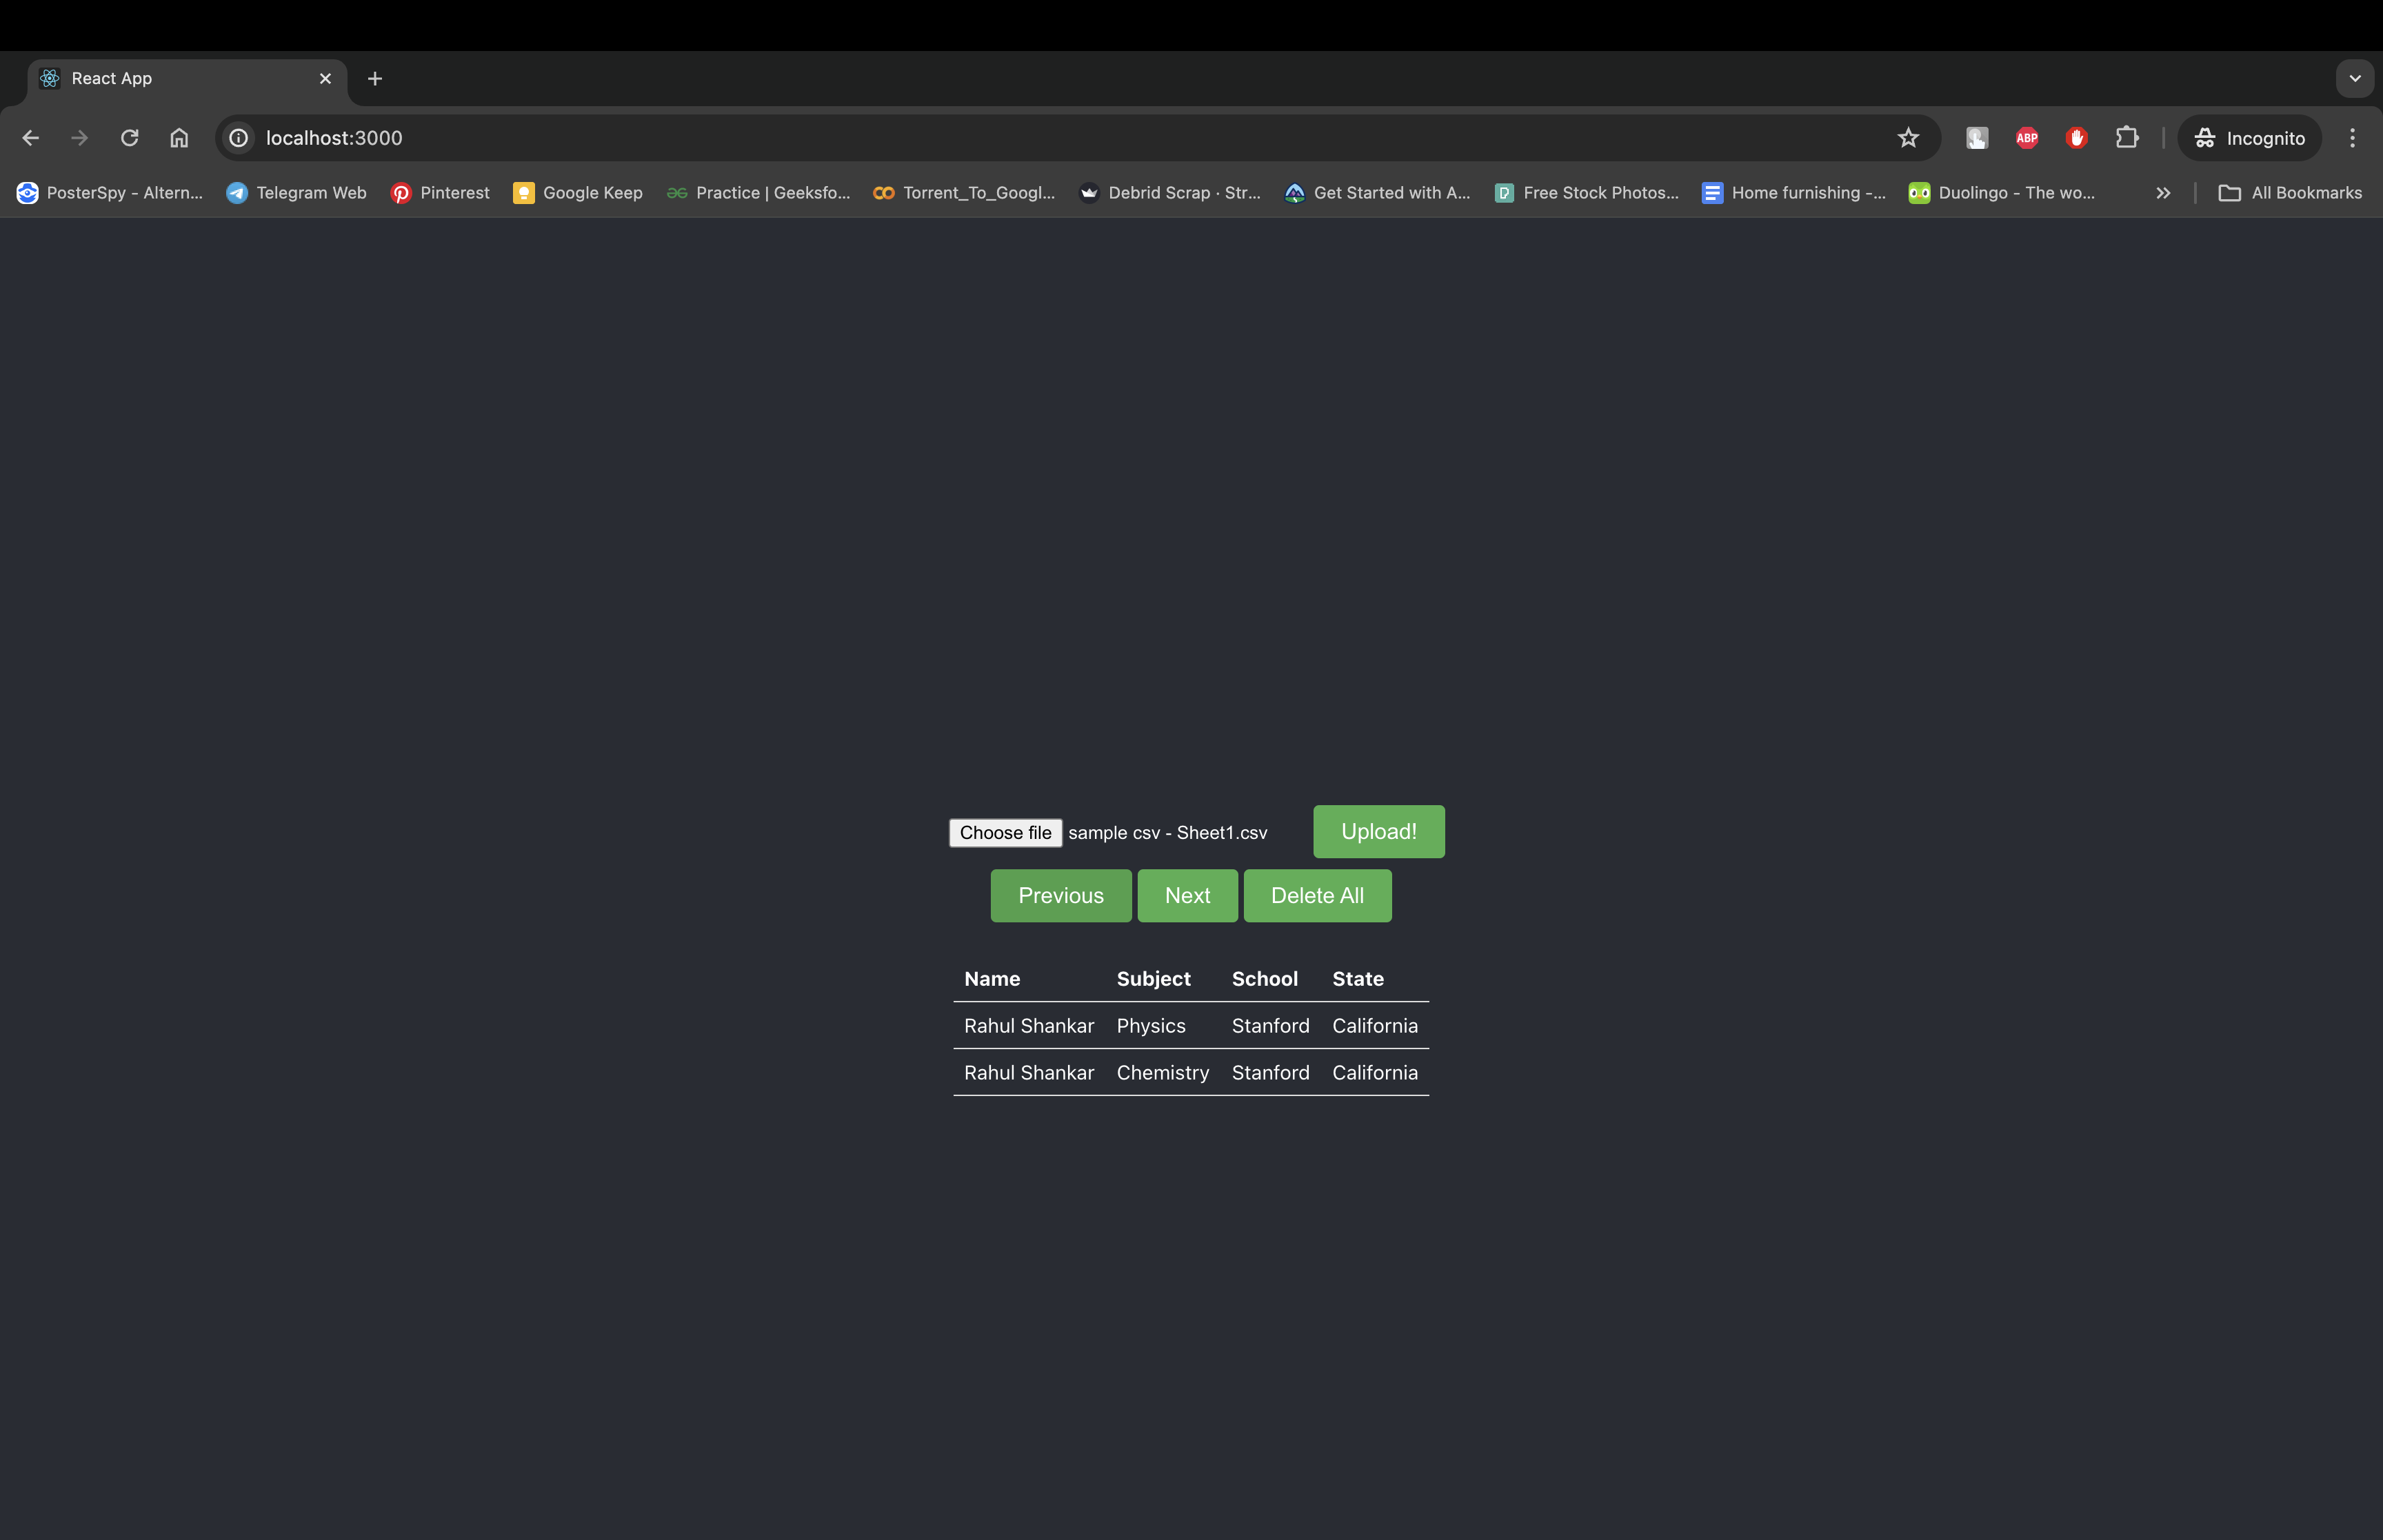 React App
localhost:3000
ABP
Incognito
PosterSpy - Altern... Telegram Web Pinterest Google Keep Practice | Geeksfo... Torrent_To_Googl... Debrid Scrap · Str... Get Started with A... Free Stock Photos... Home furnishing -... Duolingo - The wo... All Bookmarks
Choose file sample csv - Sheet1.csv Upload!
Previous Next Delete All
Name Subject School State
Rahul Shankar Physics Stanford California
Rahul Shankar Chemistry Stanford California